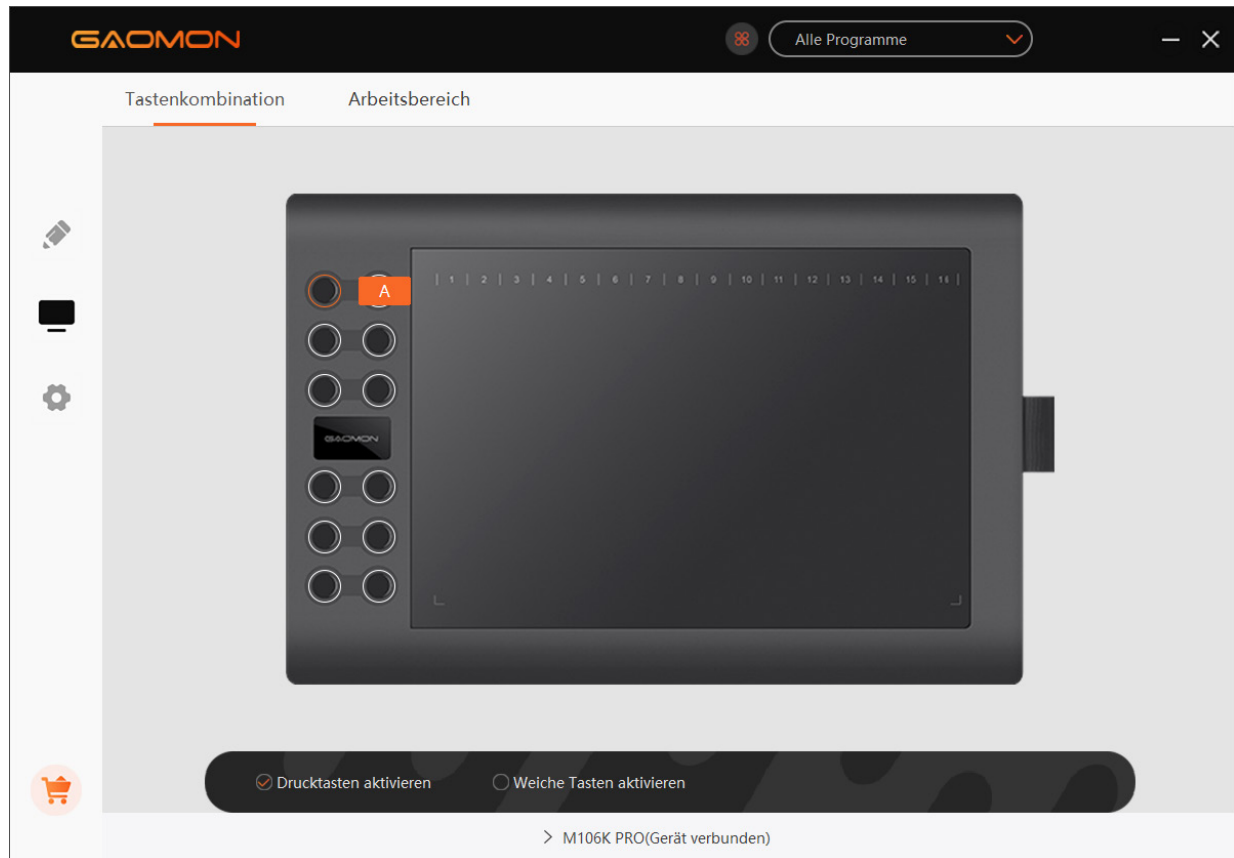 GAOMON
Alle Programme
Tastenkombination Arbeitsbereich
A
| 1 | 2 | 3 | 4 | 5 | 6 | 7 | 8 | 9 | 10 | 11 | 12 | 13 | 14 | 15 | 16 |
GAOMON
Drucktasten aktivieren Weiche Tasten aktivieren
> M106K PRO(Gerät verbunden)